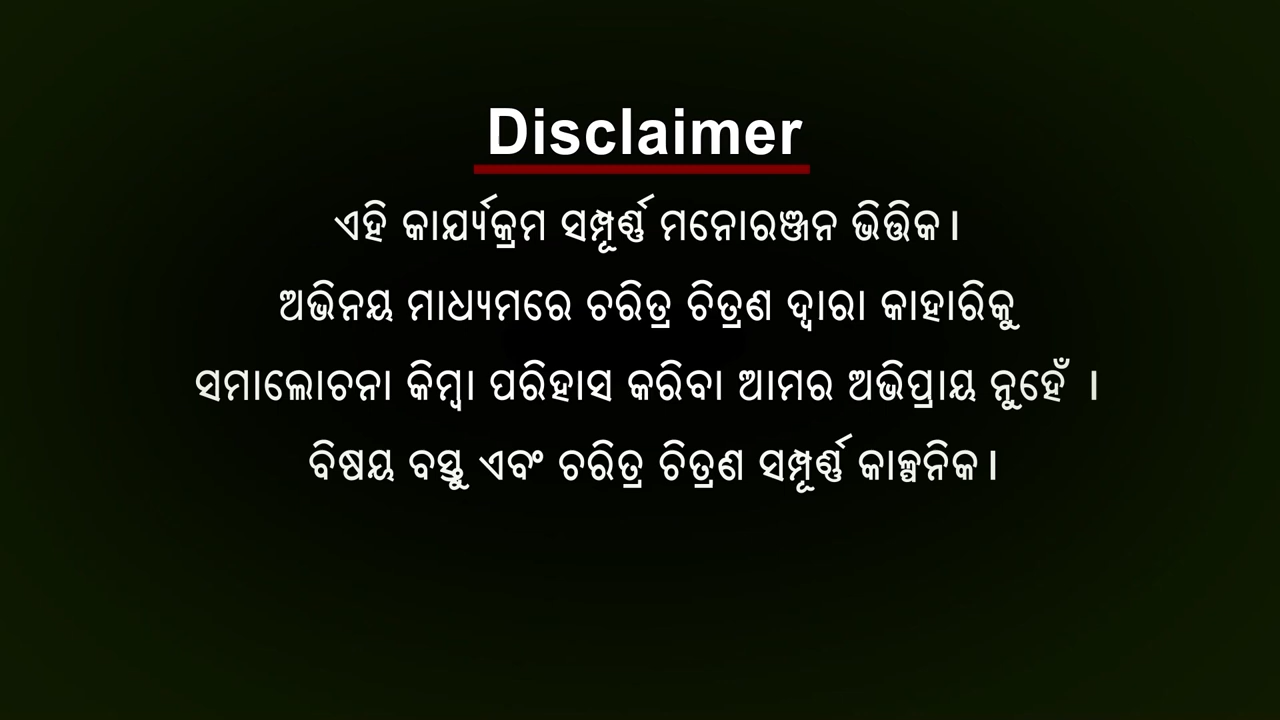 Disclaimer
ଏହି କାର୍ଯ୍ୟକ୍ରମ ସମ୍ପୂର୍ଣ୍ଣ ମନୋରଞ୍ଜନ ଭିତ୍ତିକ।
ଅଭିନୟ ମାଧ୍ୟମରେ ଚରିତ୍ର ଚିତ୍ରଣ ଦ୍ୱାରା କାହାରିକୁ
ସମାଲୋଚନା କିମ୍ବା ପରିହାସ କରିବା ଆମର ଅଭିପ୍ରାୟ ନୁହେଁ ।
ବିଷୟ ବସ୍ତୁ ଏବଂ ଚରିତ୍ର ଚିତ୍ରଣ ସମ୍ପୂର୍ଣ୍ଣ କାଳ୍ପନିକ।